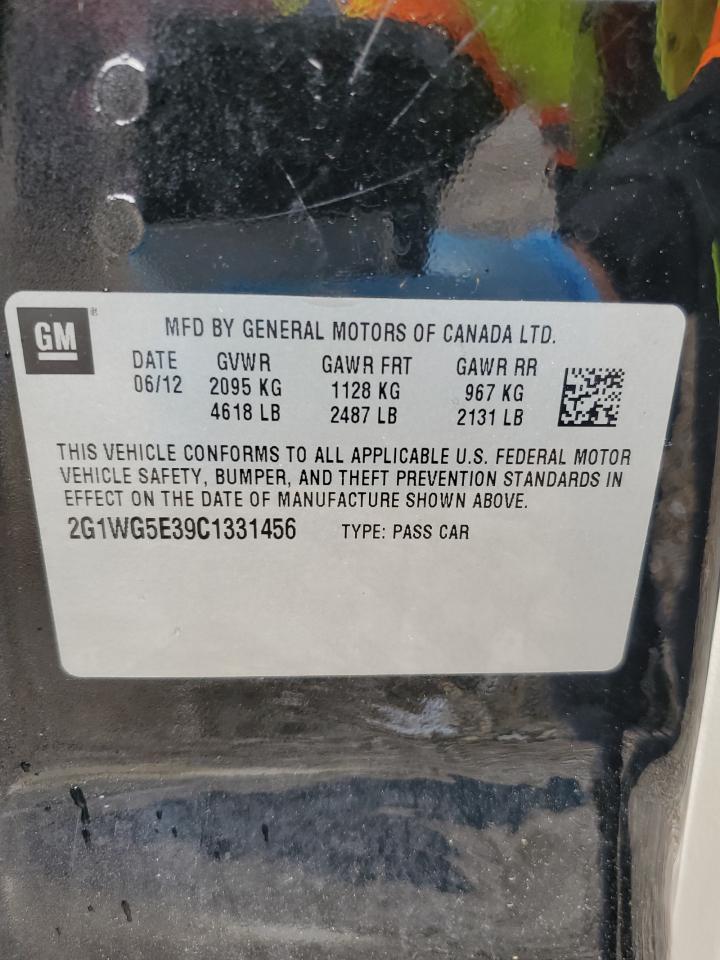 GM ®
MFD BY GENERAL MOTORS OF CANADA LTD.
DATE GVWR GAWR FRT GAWR RR
06/12 2095 KG 1128 KG 967 KG
4618 LB 2487 LB 2131 LB
THIS VEHICLE CONFORMS TO ALL APPLICABLE U.S. FEDERAL MOTOR
VEHICLE SAFETY, BUMPER, AND THEFT PREVENTION STANDARDS IN
EFFECT ON THE DATE OF MANUFACTURE SHOWN ABOVE.
2G1WG5E39C1331456 TYPE: PASS CAR